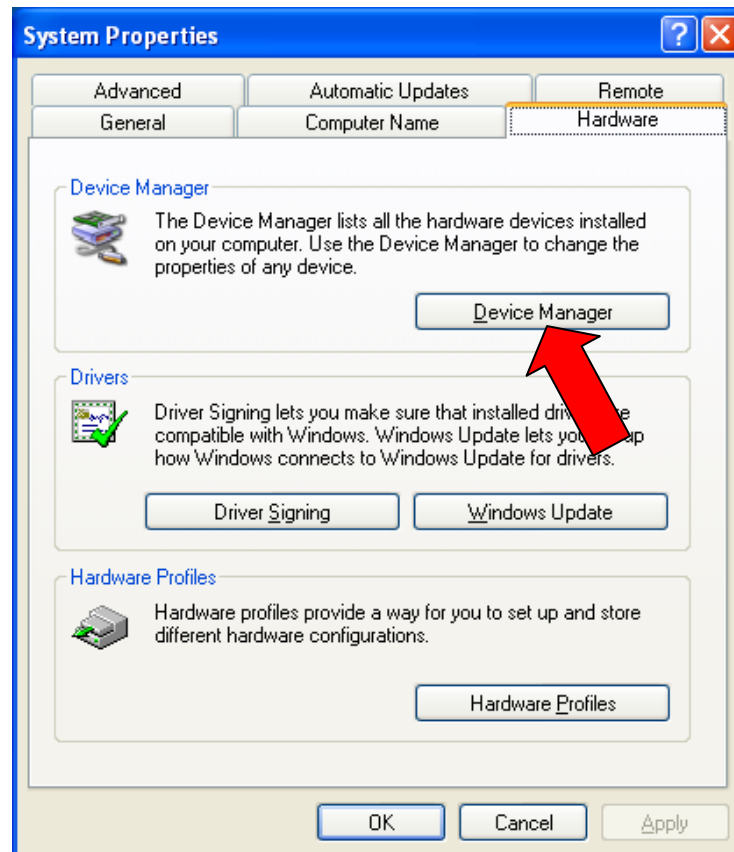 System Properties
?
Advanced Automatic Updates Remote
General Computer Name Hardware
Device Manager
The Device Manager lists all the hardware devices installed
on your computer. Use the Device Manager to change the
properties of any device.
Device Manager
Drivers
Driver Signing lets you make sure that installed
compatible with Windows. Windows Update lets you
how Windows connects to Windows Update for drivers.
Driver Signing Windows Update
Hardware Profiles
Hardware profiles provide a way for you to set up and store
different hardware configurations.
Hardware Profiles
OK Cancel Apply